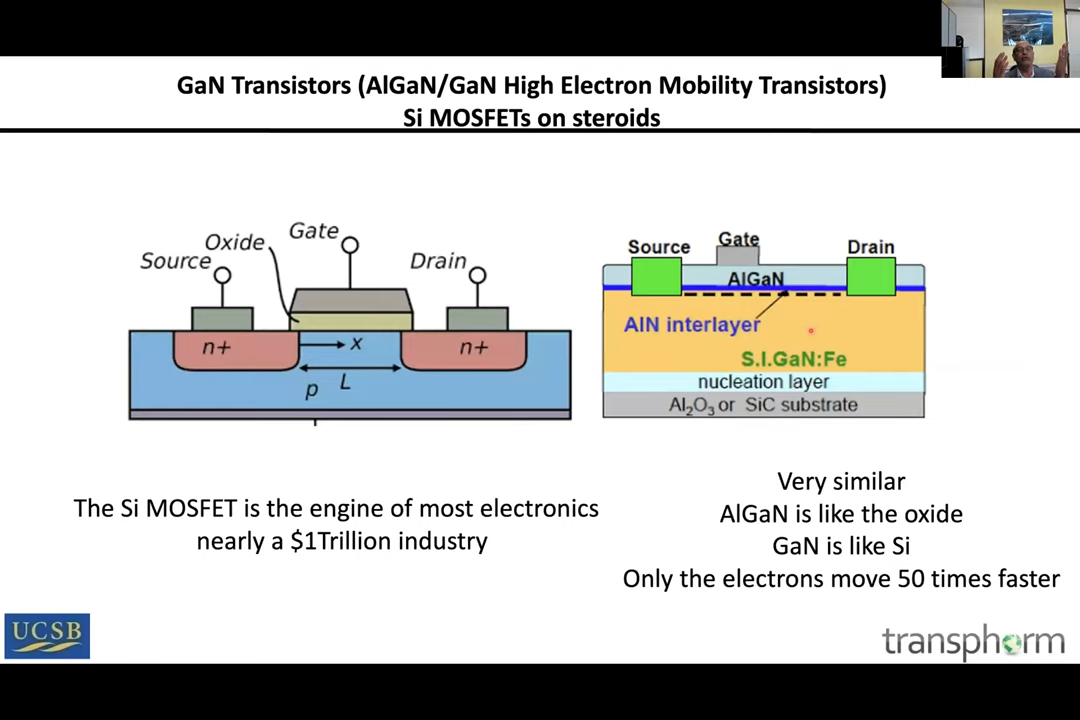 GaN Transistors (AlGaN/GaN High Electron Mobility Transistors)
Si MOSFETs on steroids
Source
Oxide
Gate
Drain
n+
x
n+
p
L
Source
Gate
Drain
AlGaN
AlN interlayer
S.I.GaN:Fe
nucleation layer
Al₂O₃ or SiC substrate
The Si MOSFET is the engine of most electronics
nearly a $1Trillion industry
Very similar
AlGaN is like the oxide
GaN is like Si
Only the electrons move 50 times faster
UCSB
transphorm